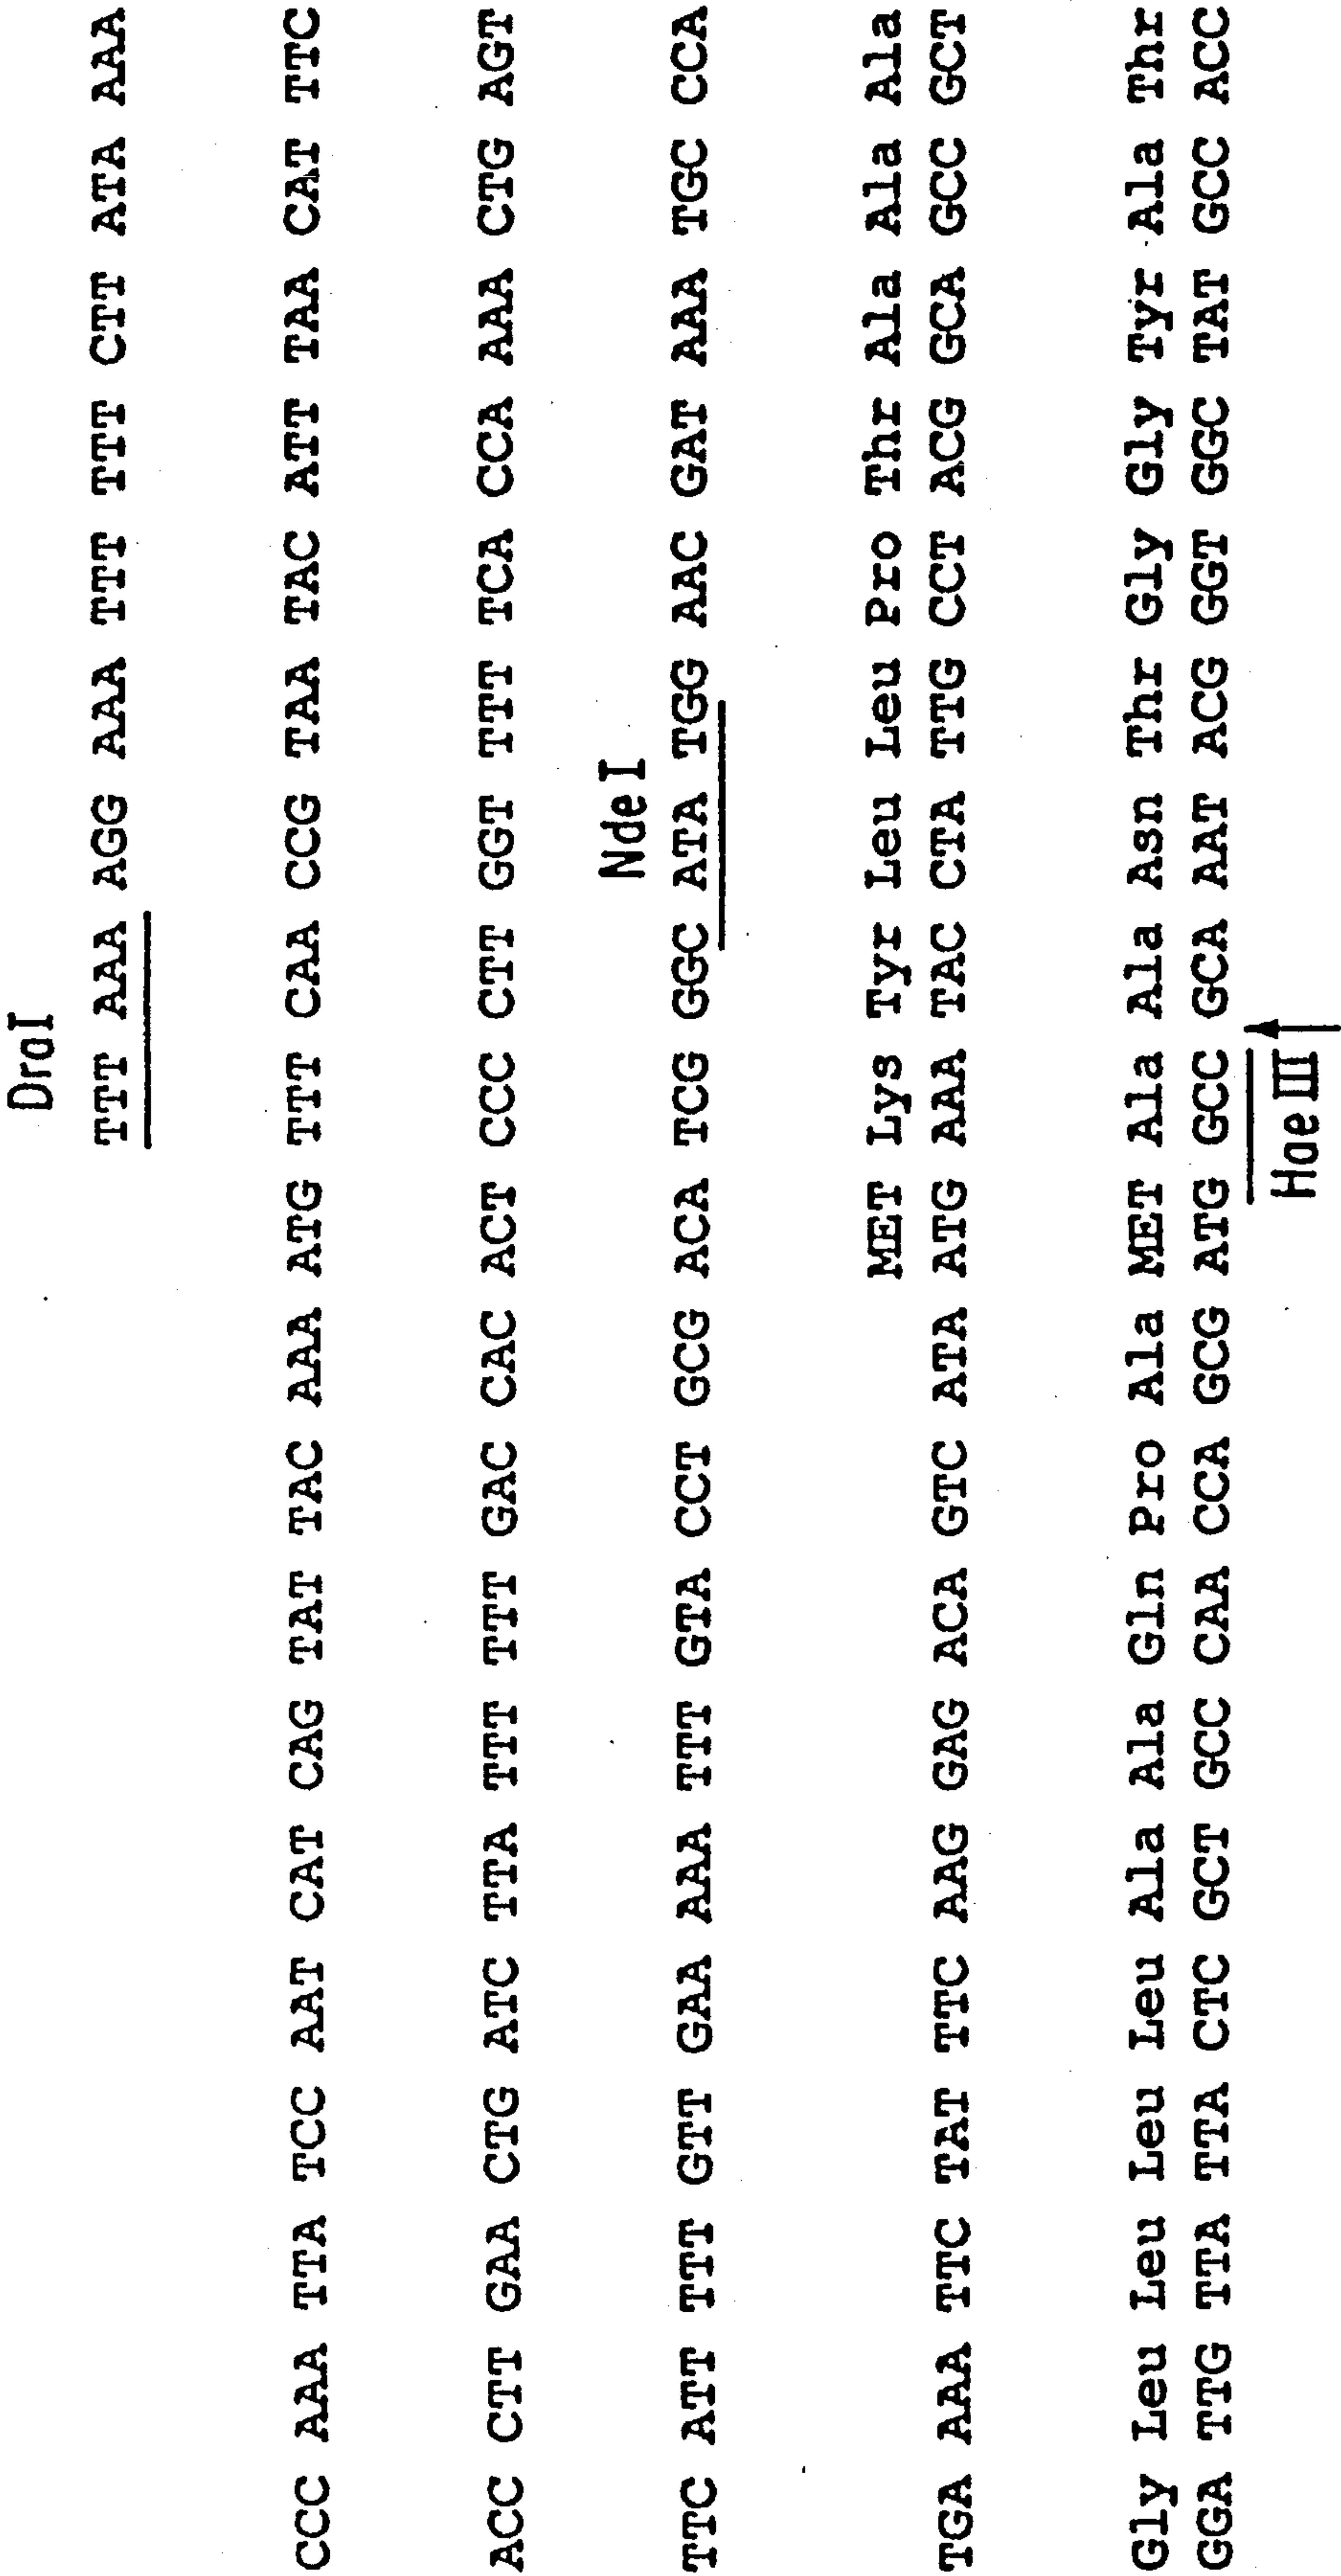 DraI
TTT AAA AGG AAA TTT TTT CTT ATA AAA
CCC AAA TTA TCC AAT CAT CAG TAT TAC AAA ATG TTT CAA CCG TAA TAC ATT TAA CAT TTC
ACC CTT GAA CTG ATC TTA TTT TTT GAC CAC ACT CCC CTT GGT TTT TCA CCA AAA CTG AGT
NdeI
TTC ATT TTT GTT GAA AAA TTT GTA CCT GCG ACA TCG GGC ATA TGG AAC GAT AAA TGC CCA
MET Lys Tyr Leu Leu Pro Thr Ala Ala Ala
TGA AAA TTC TAT TTC AAG GAG ACA GTC ATA ATG AAA TAC CTA TTG CCT ACG GCA GCC GCT
Gly Leu Leu Leu Leu Ala Ala Gln Pro Ala MET Ala Ala Asn Thr Gly Gly Tyr Ala Thr
GGA TTG TTA TTA CTC GCT GCC CAA CCA GCG ATG GCC GCA AAT ACG GGT GGC TAT GCC ACC
HaeIII